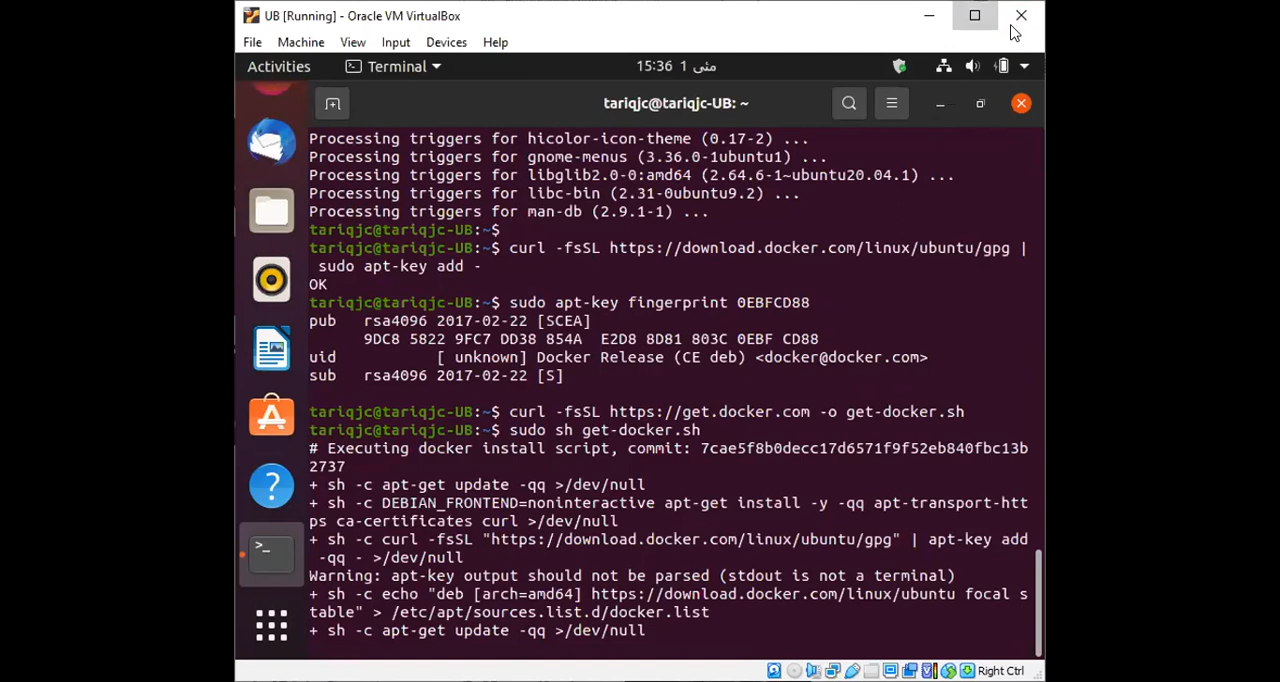 UB [Running] - Oracle VM VirtualBox
File Machine View Input Devices Help
Activities Terminal 15:36 1 مئی
tariqjc@tariqjc-UB: ~
Processing triggers for hicolor-icon-theme (0.17-2) ...
Processing triggers for gnome-menus (3.36.0-1ubuntu1) ...
Processing triggers for libglib2.0-0:amd64 (2.64.6-1~ubuntu20.04.1) ...
Processing triggers for libc-bin (2.31-0ubuntu9.2) ...
Processing triggers for man-db (2.9.1-1) ...
tariqjc@tariqjc-UB:~$
tariqjc@tariqjc-UB:~$ curl -fsSL https://download.docker.com/linux/ubuntu/gpg |
 sudo apt-key add -
OK
tariqjc@tariqjc-UB:~$ sudo apt-key fingerprint 0EBFCD88
pub   rsa4096 2017-02-22 [SCEA]
      9DC8 5822 9FC7 DD38 854A  E2D8 8D81 803C 0EBF CD88
uid           [ unknown] Docker Release (CE deb) <docker@docker.com>
sub   rsa4096 2017-02-22 [S]
tariqjc@tariqjc-UB:~$ curl -fsSL https://get.docker.com -o get-docker.sh
tariqjc@tariqjc-UB:~$ sudo sh get-docker.sh
# Executing docker install script, commit: 7cae5f8b0decc17d6571f9f52eb840fbc13b
2737
+ sh -c apt-get update -qq >/dev/null
+ sh -c DEBIAN_FRONTEND=noninteractive apt-get install -y -qq apt-transport-htt
ps ca-certificates curl >/dev/null
+ sh -c curl -fsSL "https://download.docker.com/linux/ubuntu/gpg" | apt-key add
 -qq - >/dev/null
Warning: apt-key output should not be parsed (stdout is not a terminal)
+ sh -c echo "deb [arch=amd64] https://download.docker.com/linux/ubuntu focal s
table" > /etc/apt/sources.list.d/docker.list
+ sh -c apt-get update -qq >/dev/null
Right Ctrl